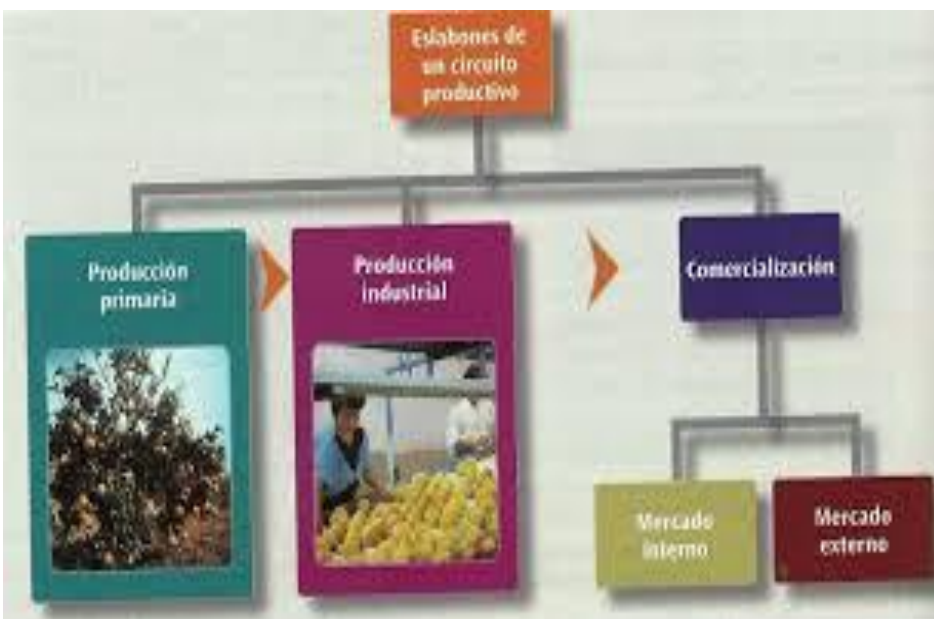 Eslabones de
un circuito
productivo
Producción
primaria
Producción
industrial
Comercialización
Mercado
interno
Mercado
externo